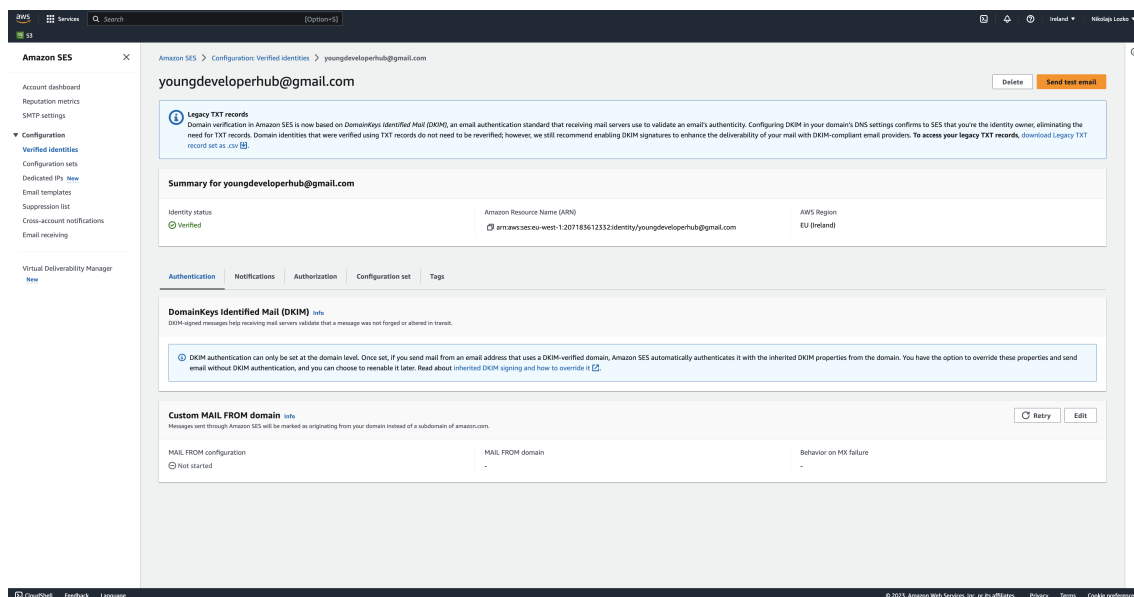 aws Services Search [Option+S] Ireland ▼ Nikolajs Lozko ▼
S3
Amazon SES
Account dashboard
Reputation metrics
SMTP settings
▼ Configuration
Verified identities
Configuration sets
Dedicated IPs New
Email templates
Suppression list
Cross-account notifications
Email receiving
Virtual Deliverability Manager
New
Amazon SES > Configuration: Verified identities > youngdeveloperhub@gmail.com
youngdeveloperhub@gmail.com
Delete Send test email
Legacy TXT records
Domain verification in Amazon SES is now based on DomainKeys Identified Mail (DKIM), an email authentication standard that receiving mail servers use to validate an email's authenticity. Configuring DKIM in your domain's DNS settings confirms to SES that you're the identity owner, eliminating the
need for TXT records. Domain identities that were verified using TXT records do not need to be reverified; however, we still recommend enabling DKIM signatures to enhance the deliverability of your mail with DKIM-compliant email providers. To access your legacy TXT records, download Legacy TXT
record set as .csv.
Summary for youngdeveloperhub@gmail.com
Identity status
Verified
Amazon Resource Name (ARN)
arn:aws:ses:eu-west-1:207183612332:identity/youngdeveloperhub@gmail.com
AWS Region
EU (Ireland)
Authentication Notifications Authorization Configuration set Tags
DomainKeys Identified Mail (DKIM) Info
DKIM-signed messages help receiving mail servers validate that a message was not forged or altered in transit.
DKIM authentication can only be set at the domain level. Once set, if you send mail from an email address that uses a DKIM-verified domain, Amazon SES automatically authenticates it with the inherited DKIM properties from the domain. You have the option to override these properties and send
email without DKIM authentication, and you can choose to reenable it later. Read about inherited DKIM signing and how to override it.
Custom MAIL FROM domain Info
Messages sent through Amazon SES will be marked as originating from your domain instead of a subdomain of amazon.com.
Retry Edit
MAIL FROM configuration
Not started
MAIL FROM domain
-
Behavior on MX failure
-
CloudShell Feedback Language © 2023, Amazon Web Services, Inc. or its affiliates. Privacy Terms Cookie preferences